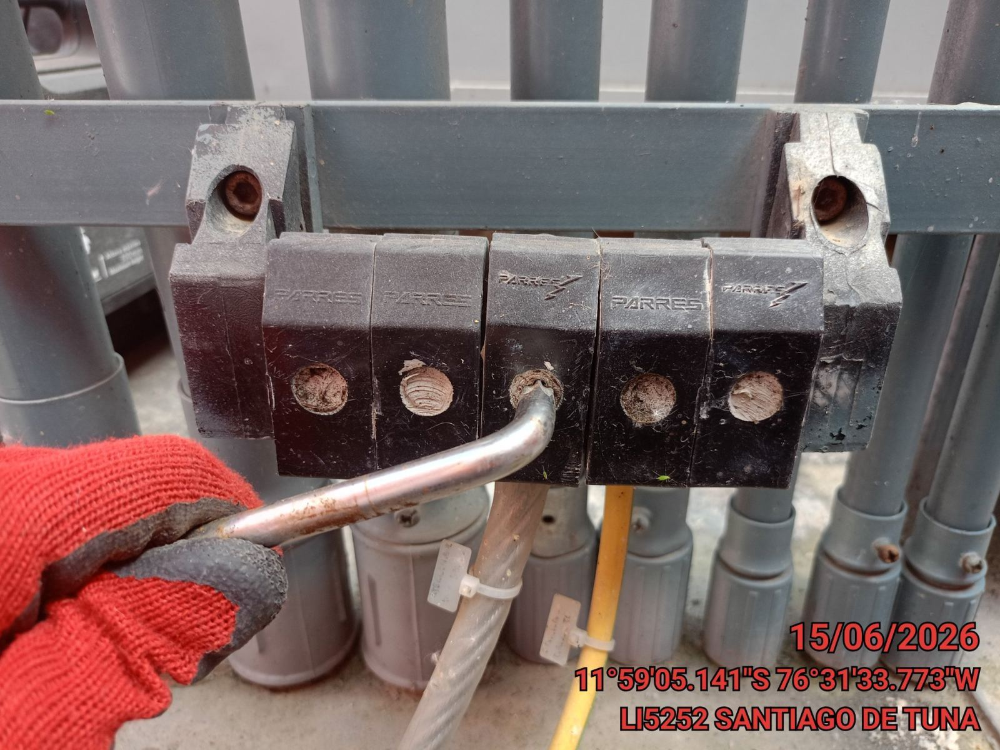 PARRES PARRES PARRES PARRES PARRES
15/06/2026
11°59'05.141"S 76°31'33.773"W
LI5252 SANTIAGO DE TUNA